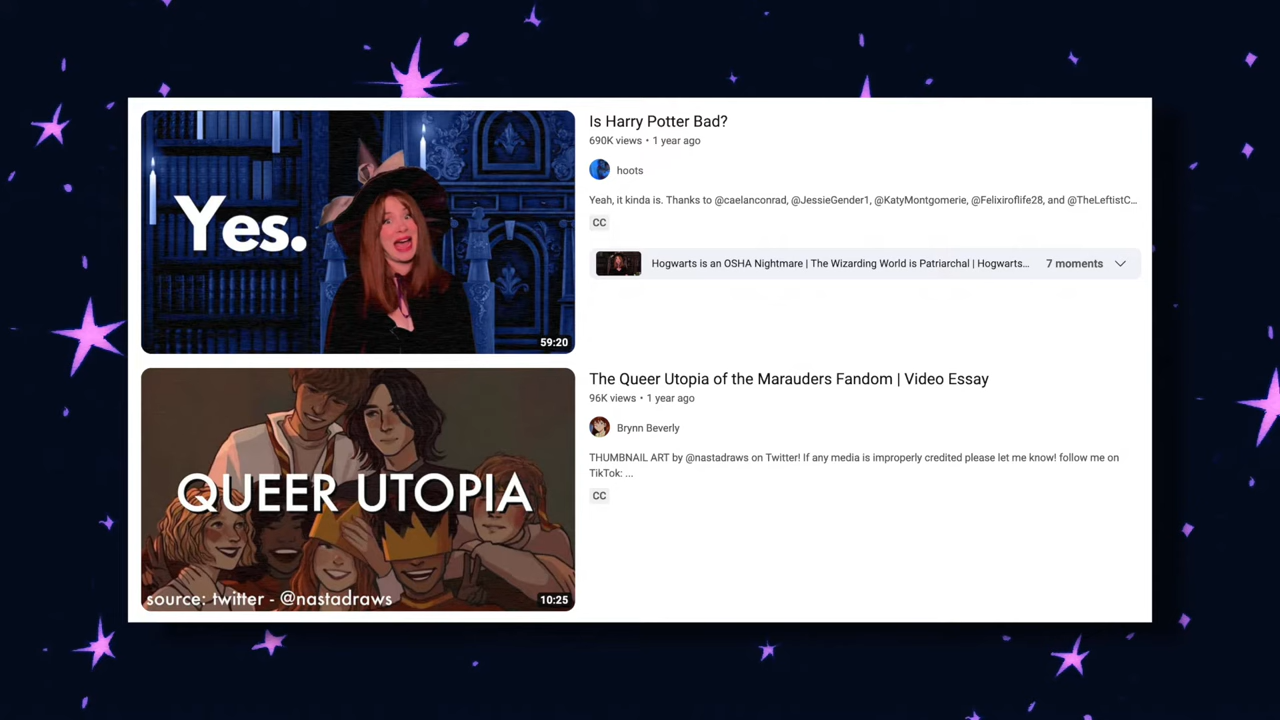 Yes.
59:20
Is Harry Potter Bad?
690K views • 1 year ago
hoots
Yeah, it kinda is. Thanks to @caelanconrad, @JessieGender1, @KatyMontgomerie, @Felixiroflife28, and @TheLeftistC...
CC
Hogwarts is an OSHA Nightmare | The Wizarding World is Patriarchal | Hogwarts...
7 moments
QUEER UTOPIA
source: twitter - @nastadraws
10:25
The Queer Utopia of the Marauders Fandom | Video Essay
96K views • 1 year ago
Brynn Beverly
THUMBNAIL ART by @nastadraws on Twitter! If any media is improperly credited please let me know! follow me on
TikTok: ...
CC